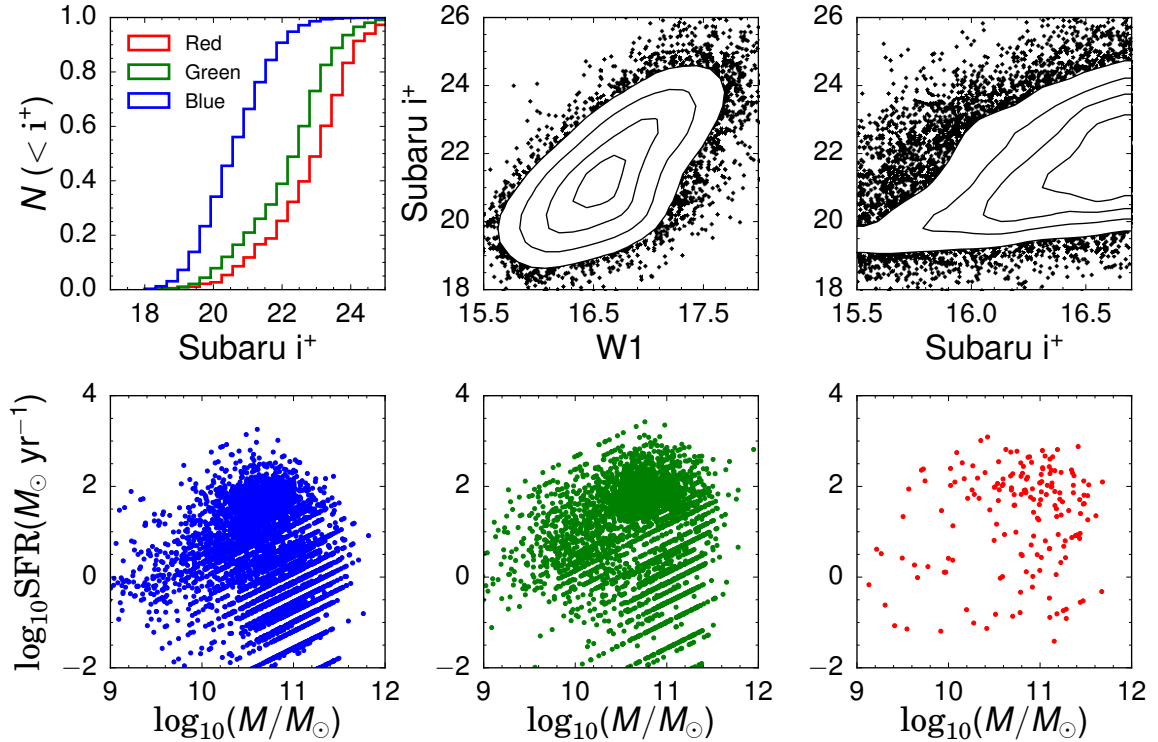 1.0
0.8
0.6
0.4
0.2
0.0
N (< i⁺)
Red
Green
Blue
18 20 22 24
Subaru i⁺
26
24
22
20
18
Subaru i⁺
15.5 16.5 17.5
W1
26
24
22
20
18
15.5 16.0 16.5
Subaru i⁺
4
2
0
−2
log₁₀SFR(M☉ yr⁻¹)
9 10 11 12
log₁₀(M/M☉)
4
2
0
−2
9 10 11 12
log₁₀(M/M☉)
4
2
0
−2
9 10 11 12
log₁₀(M/M☉)